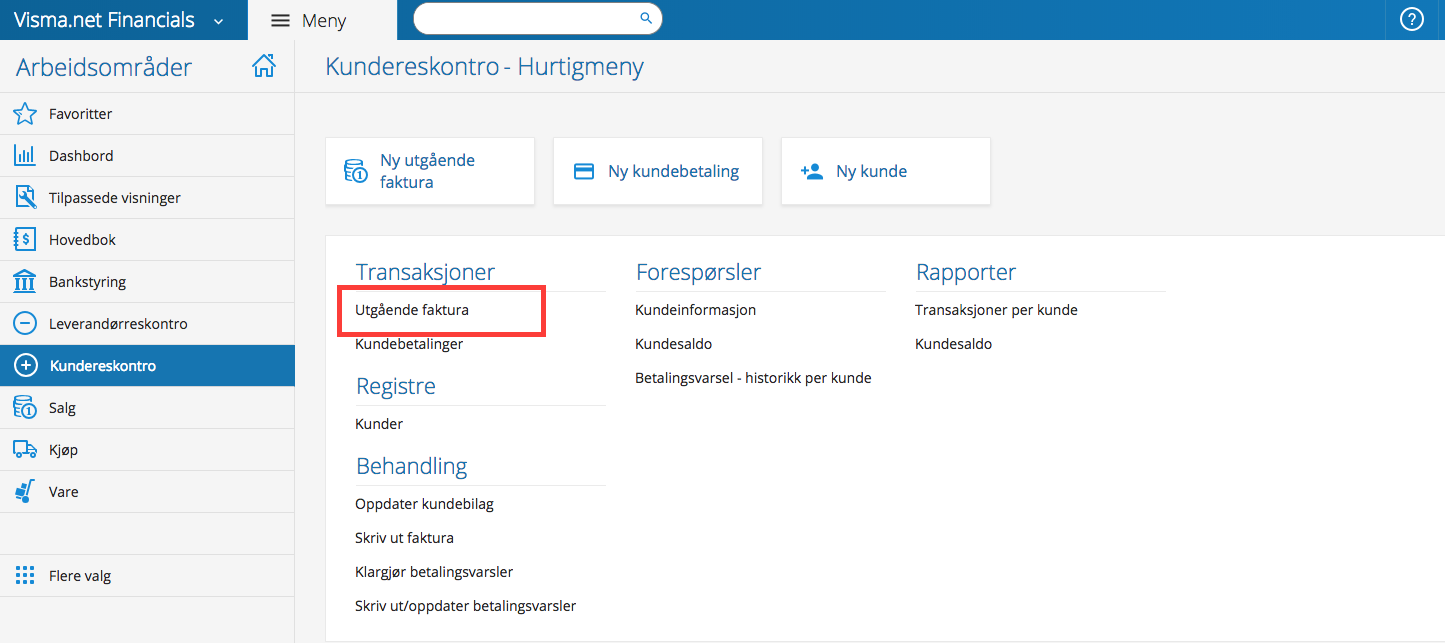 Visma.net Financials
Meny
?
Arbeidsområder
Favoritter
Dashbord
Tilpassede visninger
Hovedbok
Bankstyring
Leverandørreskontro
Kundereskontro
Salg
Kjøp
Vare
Flere valg
Kundereskontro - Hurtigmeny
Ny utgående
faktura
Ny kundebetaling
Ny kunde
Transaksjoner
Utgående faktura
Kundebetalinger
Registre
Kunder
Behandling
Oppdater kundebilag
Skriv ut faktura
Klargjør betalingsvarsler
Skriv ut/oppdater betalingsvarsler
Forespørsler
Kundeinformasjon
Kundesaldo
Betalingsvarsel - historikk per kunde
Rapporter
Transaksjoner per kunde
Kundesaldo